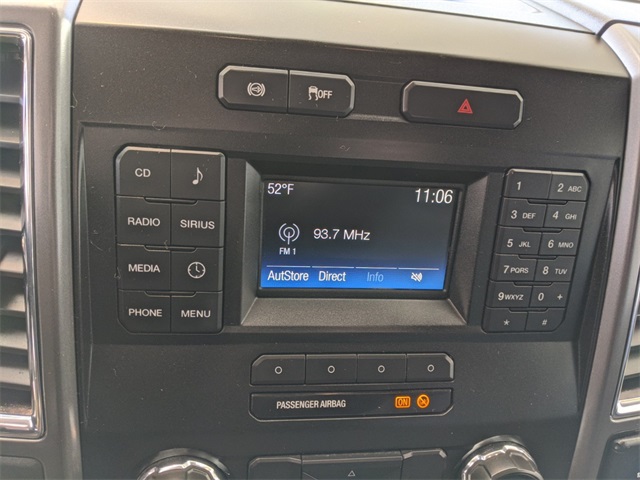 OFF
CD
RADIO SIRIUS
MEDIA
PHONE MENU
52°F 11:06
93.7 MHz
FM 1
AutStore Direct Info
1 2 ABC
3 DEF 4 GHI
5 JKL 6 MNO
7 PQRS 8 TUV
9 WXYZ 0 +
* #
PASSENGER AIRBAG ON